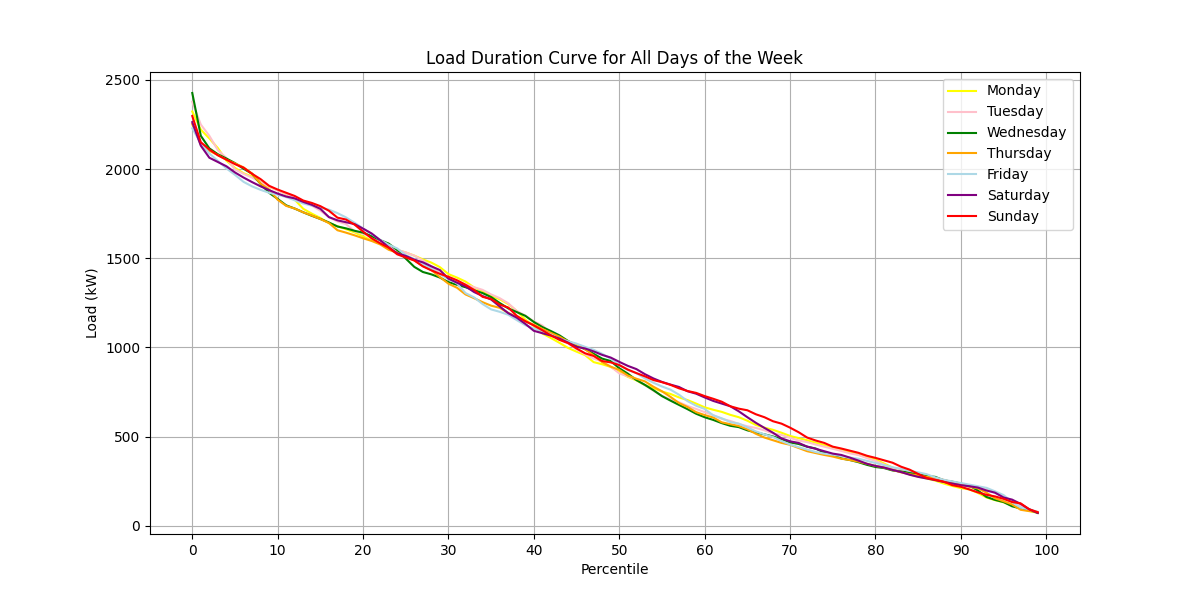 Load Duration Curve for All Days of the Week
Load (kW)
2500
2000
1500
1000
500
0
0 10 20 30 40 50 60 70 80 90 100
Percentile
Monday
Tuesday
Wednesday
Thursday
Friday
Saturday
Sunday